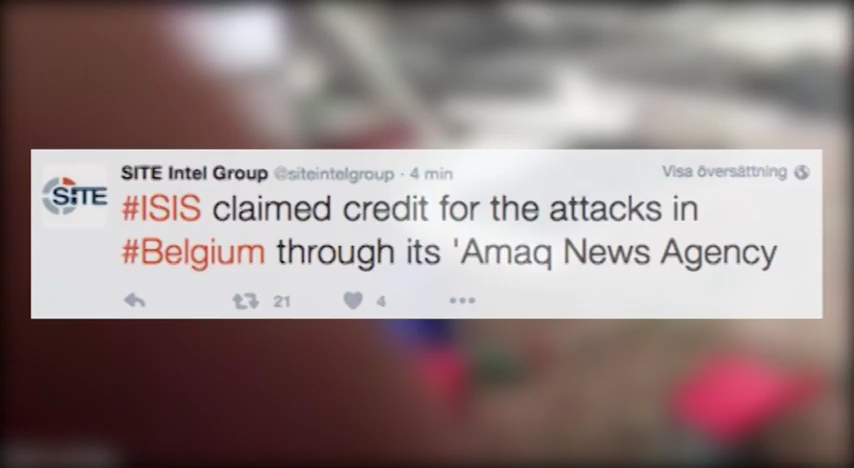 SITE Intel Group @siteintelgroup · 4 min
Visa översättning
SITE
#ISIS claimed credit for the attacks in
#Belgium through its 'Amaq News Agency
21 4